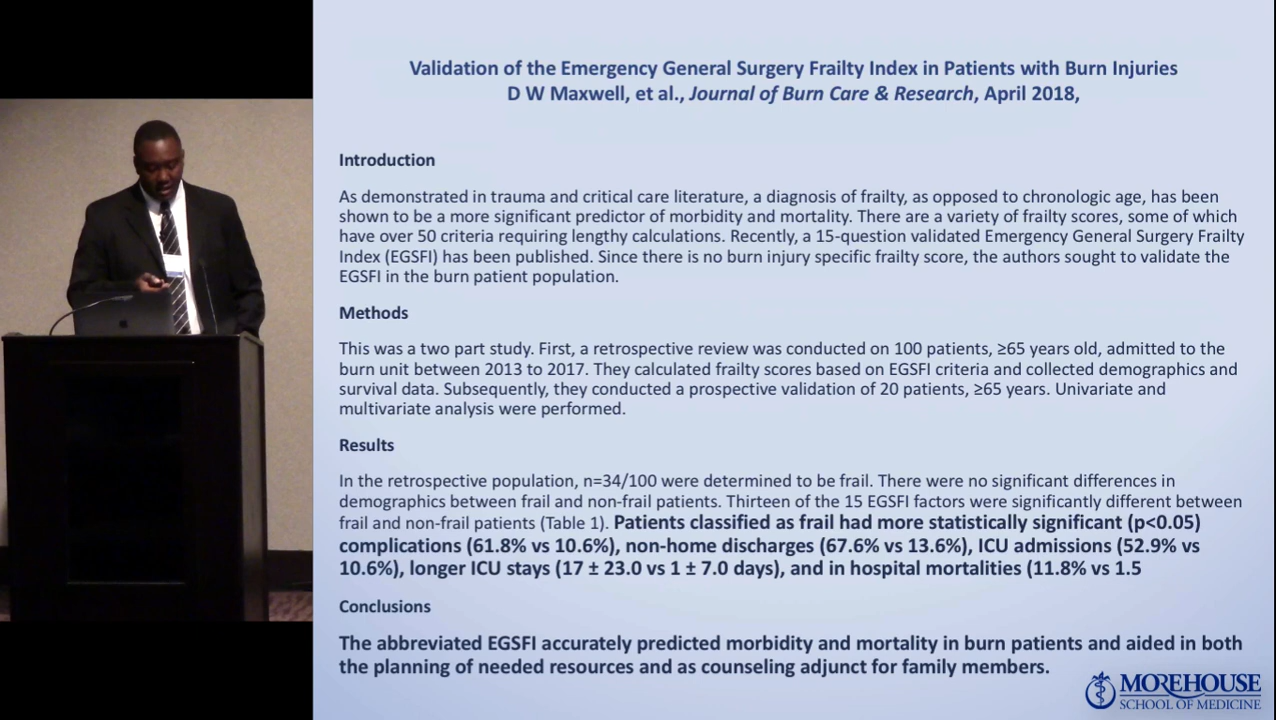 Validation of the Emergency General Surgery Frailty Index in Patients with Burn Injuries
D W Maxwell, et al., Journal of Burn Care & Research, April 2018,
Introduction
As demonstrated in trauma and critical care literature, a diagnosis of frailty, as opposed to chronologic age, has been
shown to be a more significant predictor of morbidity and mortality. There are a variety of frailty scores, some of which
have over 50 criteria requiring lengthy calculations. Recently, a 15-question validated Emergency General Surgery Frailty
Index (EGSFI) has been published. Since there is no burn injury specific frailty score, the authors sought to validate the
EGSFI in the burn patient population.
Methods
This was a two part study. First, a retrospective review was conducted on 100 patients, ≥65 years old, admitted to the
burn unit between 2013 to 2017. They calculated frailty scores based on EGSFI criteria and collected demographics and
survival data. Subsequently, they conducted a prospective validation of 20 patients, ≥65 years. Univariate and
multivariate analysis were performed.
Results
In the retrospective population, n=34/100 were determined to be frail. There were no significant differences in
demographics between frail and non-frail patients. Thirteen of the 15 EGSFI factors were significantly different between
frail and non-frail patients (Table 1). Patients classified as frail had more statistically significant (p<0.05)
complications (61.8% vs 10.6%), non-home discharges (67.6% vs 13.6%), ICU admissions (52.9% vs
10.6%), longer ICU stays (17 ± 23.0 vs 1 ± 7.0 days), and in hospital mortalities (11.8% vs 1.5
Conclusions
The abbreviated EGSFI accurately predicted morbidity and mortality in burn patients and aided in both
the planning of needed resources and as counseling adjunct for family members.
MOREHOUSE
SCHOOL OF MEDICINE